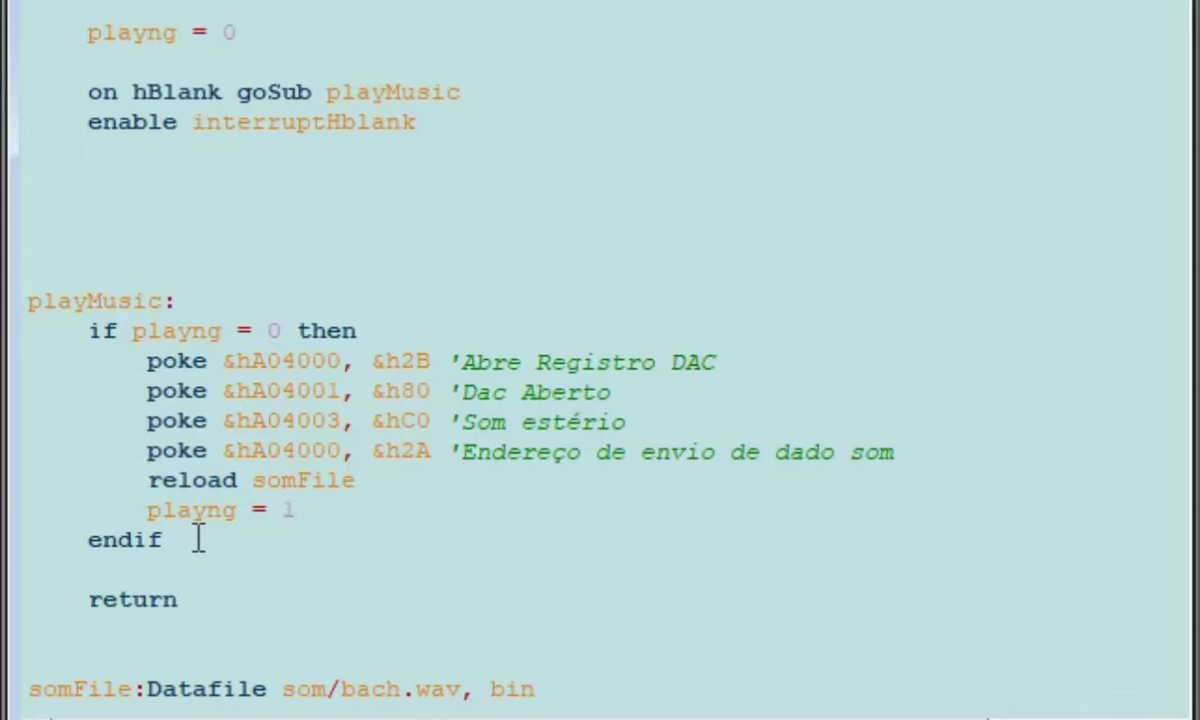 playng = 0
on hBlank goSub playMusic
enable interruptHblank
playMusic:
if playng = 0 then
poke &hA04000, &h2B 'Abre Registro DAC
poke &hA04001, &h80 'Dac Aberto
poke &hA04003, &hC0 'Som estério
poke &hA04000, &h2A 'Endereço de envio de dado som
reload somFile
playng = 1
endif
return
somFile:Datafile som/bach.wav, bin